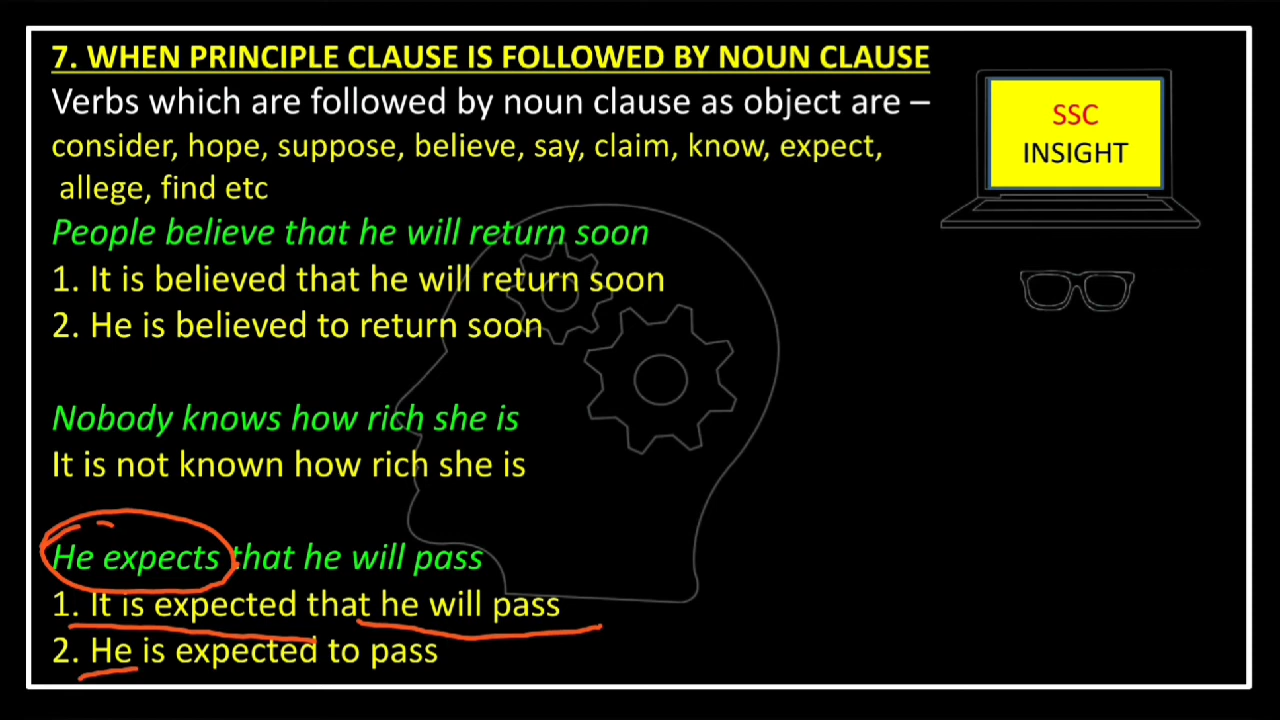 7. WHEN PRINCIPLE CLAUSE IS FOLLOWED BY NOUN CLAUSE
Verbs which are followed by noun clause as object are –
consider, hope, suppose, believe, say, claim, know, expect,
allege, find etc
People believe that he will return soon
1. It is believed that he will return soon
2. He is believed to return soon
Nobody knows how rich she is
It is not known how rich she is
He expects that he will pass
1. It is expected that he will pass
2. He is expected to pass
SSC
INSIGHT